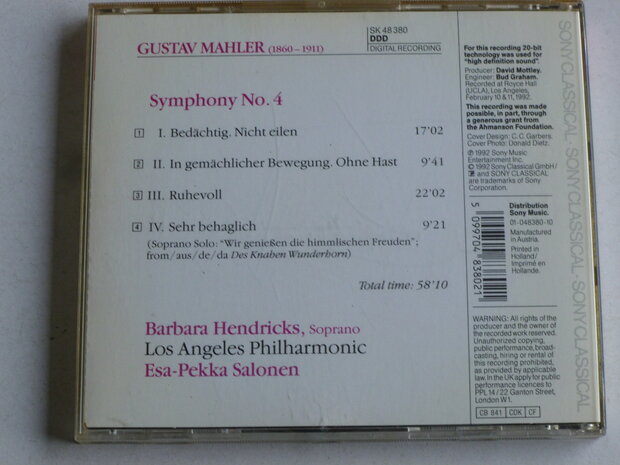 GUSTAV MAHLER (1860 – 1911)
SK 48 380
DDD
DIGITAL RECORDING
Symphony No. 4
1 I. Bedächtig. Nicht eilen 17'02
2 II. In gemächlicher Bewegung. Ohne Hast 9'41
3 III. Ruhevoll 22'02
4 IV. Sehr behaglich 9'21
(Soprano Solo: “Wir genießen die himmlischen Freuden”;
from/aus/de/da Des Knaben Wunderhorn)
Total time: 58'10
Barbara Hendricks, Soprano
Los Angeles Philharmonic
Esa-Pekka Salonen
For this recording 20-bit
technology was used for
“high definition sound”.
Producer: David Mottley.
Engineer: Bud Graham.
Recorded at Royce Hall
(UCLA), Los Angeles,
February 10 & 11, 1992.
This recording was made
possible, in part, through
a generous grant from
the Ahmanson Foundation.
Cover Design: C. C. Garbers.
Cover Photo: Donald Dietz.
℗ 1992 Sony Music
Entertainment Inc.
© 1992 Sony Classical GmbH/
and SONY CLASSICAL
are trademarks of Sony
Corporation.
5 099704 838021
Distribution
Sony Music.
01-048380-10
Manufactured
in Austria.
Printed in
Holland/
Imprimé en
Hollande.
WARNING: All rights of the
producer and the owner of
the recorded work reserved.
Unauthorized copying,
public performance, broad-
casting, hiring or rental of
this recording prohibited,
as provided by applicable
law. In the UK apply for public
performance licences to
PPL 14/22 Ganton Street,
London W1.
CB 841 CDK CF
SONY CLASSICAL · SONY CLASSICAL · SONY CLASSICAL